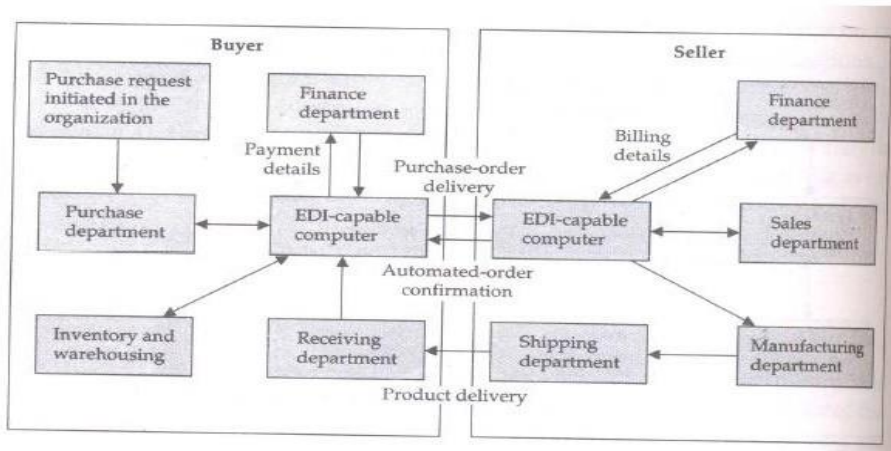 Buyer
Seller
Purchase request
initiated in the
organization
Finance
department
Finance
department
Payment
details
Billing
details
Purchase-order
delivery
Purchase
department
EDI-capable
computer
EDI-capable
computer
Sales
department
Automated-order
confirmation
Inventory and
warehousing
Receiving
department
Shipping
department
Manufacturing
department
Product delivery